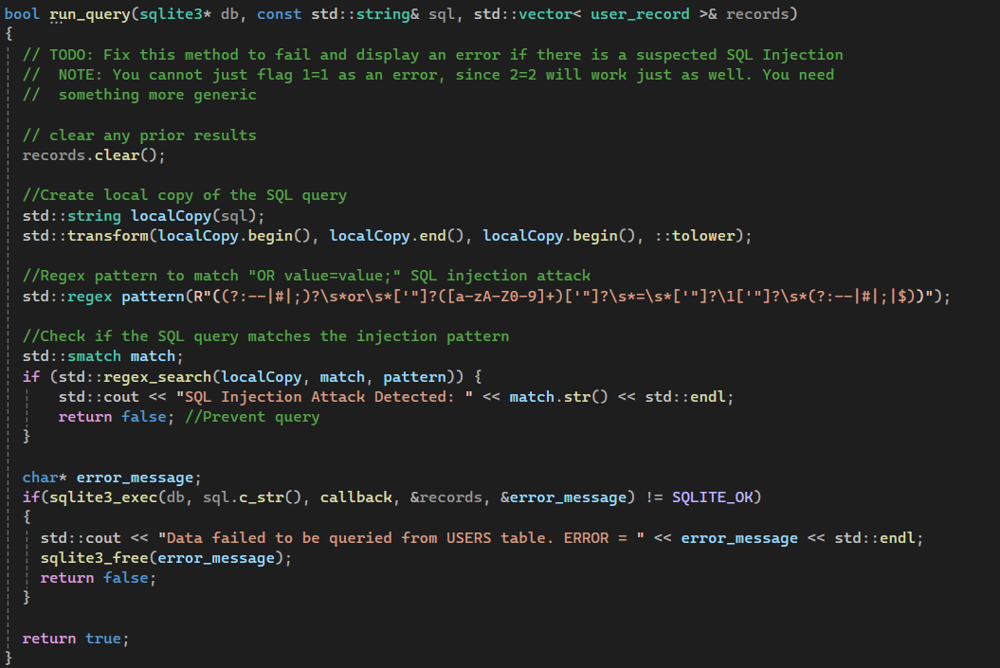 bool run_query(sqlite3* db, const std::string& sql, std::vector< user_record >& records)
{
  // TODO: Fix this method to fail and display an error if there is a suspected SQL Injection
  //  NOTE: You cannot just flag 1=1 as an error, since 2=2 will work just as well. You need
  //  something more generic

  // clear any prior results
  records.clear();

  //Create local copy of the SQL query
  std::string localCopy(sql);
  std::transform(localCopy.begin(), localCopy.end(), localCopy.begin(), ::tolower);

  //Regex pattern to match "OR value=value;" SQL injection attack
  std::regex pattern(R"((?:--|#|;)?\s*or\s*['"]?([a-zA-Z0-9]+)['"]?\s*=\s*['"]?\1['"]?\s*(?:--|#|;|$))");

  //Check if the SQL query matches the injection pattern
  std::smatch match;
  if (std::regex_search(localCopy, match, pattern)) {
      std::cout << "SQL Injection Attack Detected: " << match.str() << std::endl;
      return false; //Prevent query
  }

  char* error_message;
  if(sqlite3_exec(db, sql.c_str(), callback, &records, &error_message) != SQLITE_OK)
  {
    std::cout << "Data failed to be queried from USERS table. ERROR = " << error_message << std::endl;
    sqlite3_free(error_message);
    return false;
  }

  return true;
}